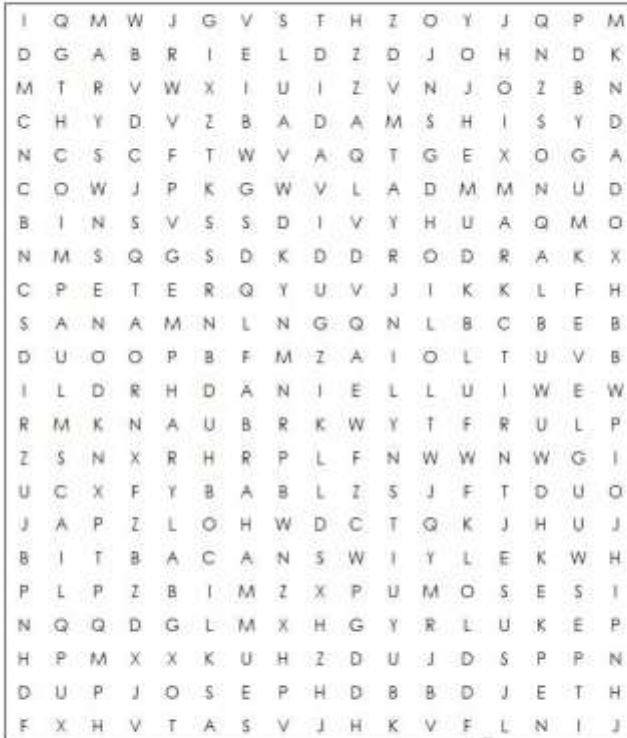 I Q M W J G V S T H Z O Y J Q P M
D G A B R I E L D Z D J O H N D K
M T R V W X I U I Z V N J O Z B N
C H Y D V Z B A D A M S H I S Y D
N C S C F T W V A Q T G E X O G A
C O W J P K G W V L A D M M N U D
B I N S V S S D I V Y H U A Q M O
N M S Q G S D K D D R O D R A K X
C P E T E R Q Y U V J I K K L F H
S A N A M N L N G Q N L B C B E B
D U O O P B F M Z A I O L T U V B
I L D R H D A N I E L L U I W E W
R M K N A U B R K W Y T F R U L P
Z S N X R H R P L F N W W N W G I
U C X F Y B A B L Z S J F T D U O
J A P Z L O H W D C T Q K J H U J
B I T B A C A N S W I Y L E K W H
P L P Z B I M Z X P U M O S E S I
N Q Q D G L M X H G Y R L U K E P
H P M X X K U H Z D U J D S P P N
D U P J O S E P H D B B D J E T H
F X H V T A S V J H K V F L N I J